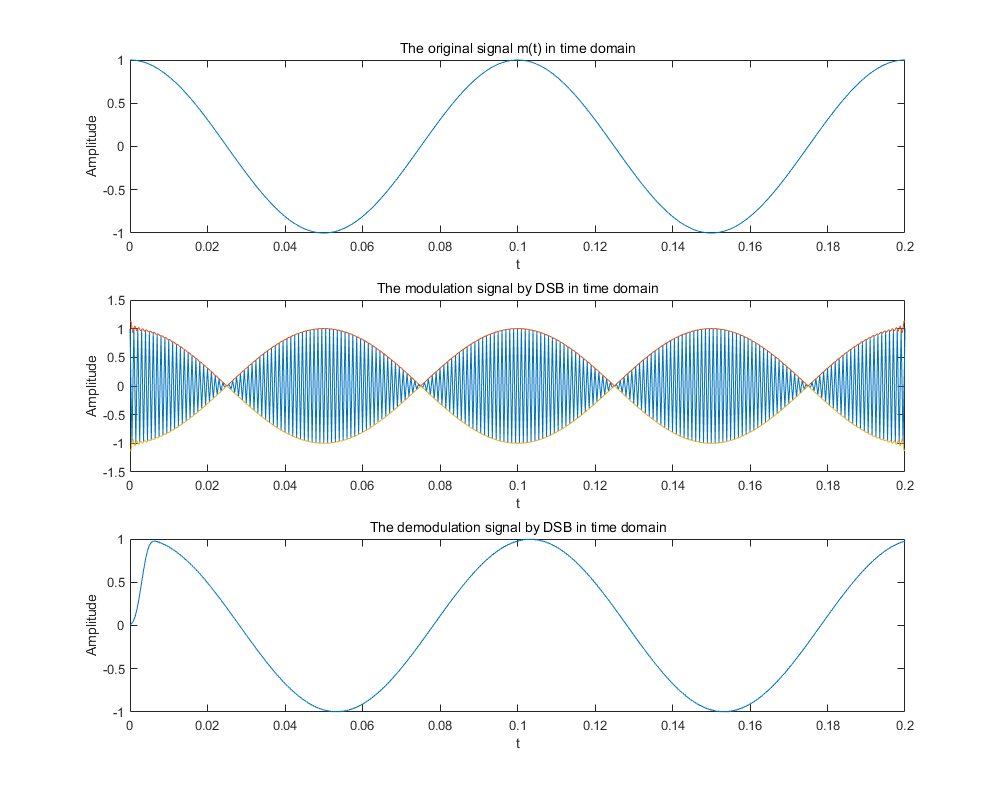 The original signal m(t) in time domain
1
0.5
0
-0.5
-1
Amplitude
0 0.02 0.04 0.06 0.08 0.1 0.12 0.14 0.16 0.18 0.2
t
The modulation signal by DSB in time domain
1.5
1
0.5
0
-0.5
-1
-1.5
Amplitude
0 0.02 0.04 0.06 0.08 0.1 0.12 0.14 0.16 0.18 0.2
t
The demodulation signal by DSB in time domain
1
0.5
0
-0.5
-1
Amplitude
0 0.02 0.04 0.06 0.08 0.1 0.12 0.14 0.16 0.18 0.2
t